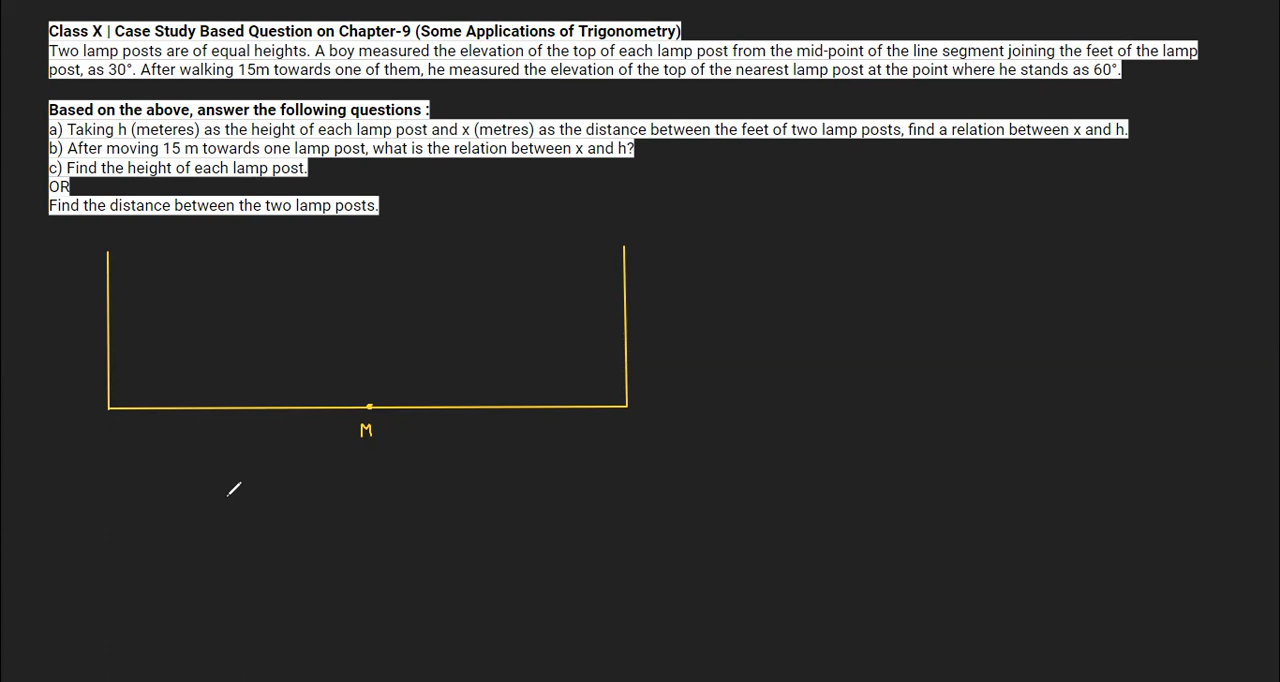 Class X | Case Study Based Question on Chapter-9 (Some Applications of Trigonometry)
Two lamp posts are of equal heights. A boy measured the elevation of the top of each lamp post from the mid-point of the line segment joining the feet of the lamp
post, as 30°. After walking 15m towards one of them, he measured the elevation of the top of the nearest lamp post at the point where he stands as 60°.
Based on the above, answer the following questions :
a) Taking h (meteres) as the height of each lamp post and x (metres) as the distance between the feet of two lamp posts, find a relation between x and h.
b) After moving 15 m towards one lamp post, what is the relation between x and h?
c) Find the height of each lamp post.
OR
Find the distance between the two lamp posts.
M